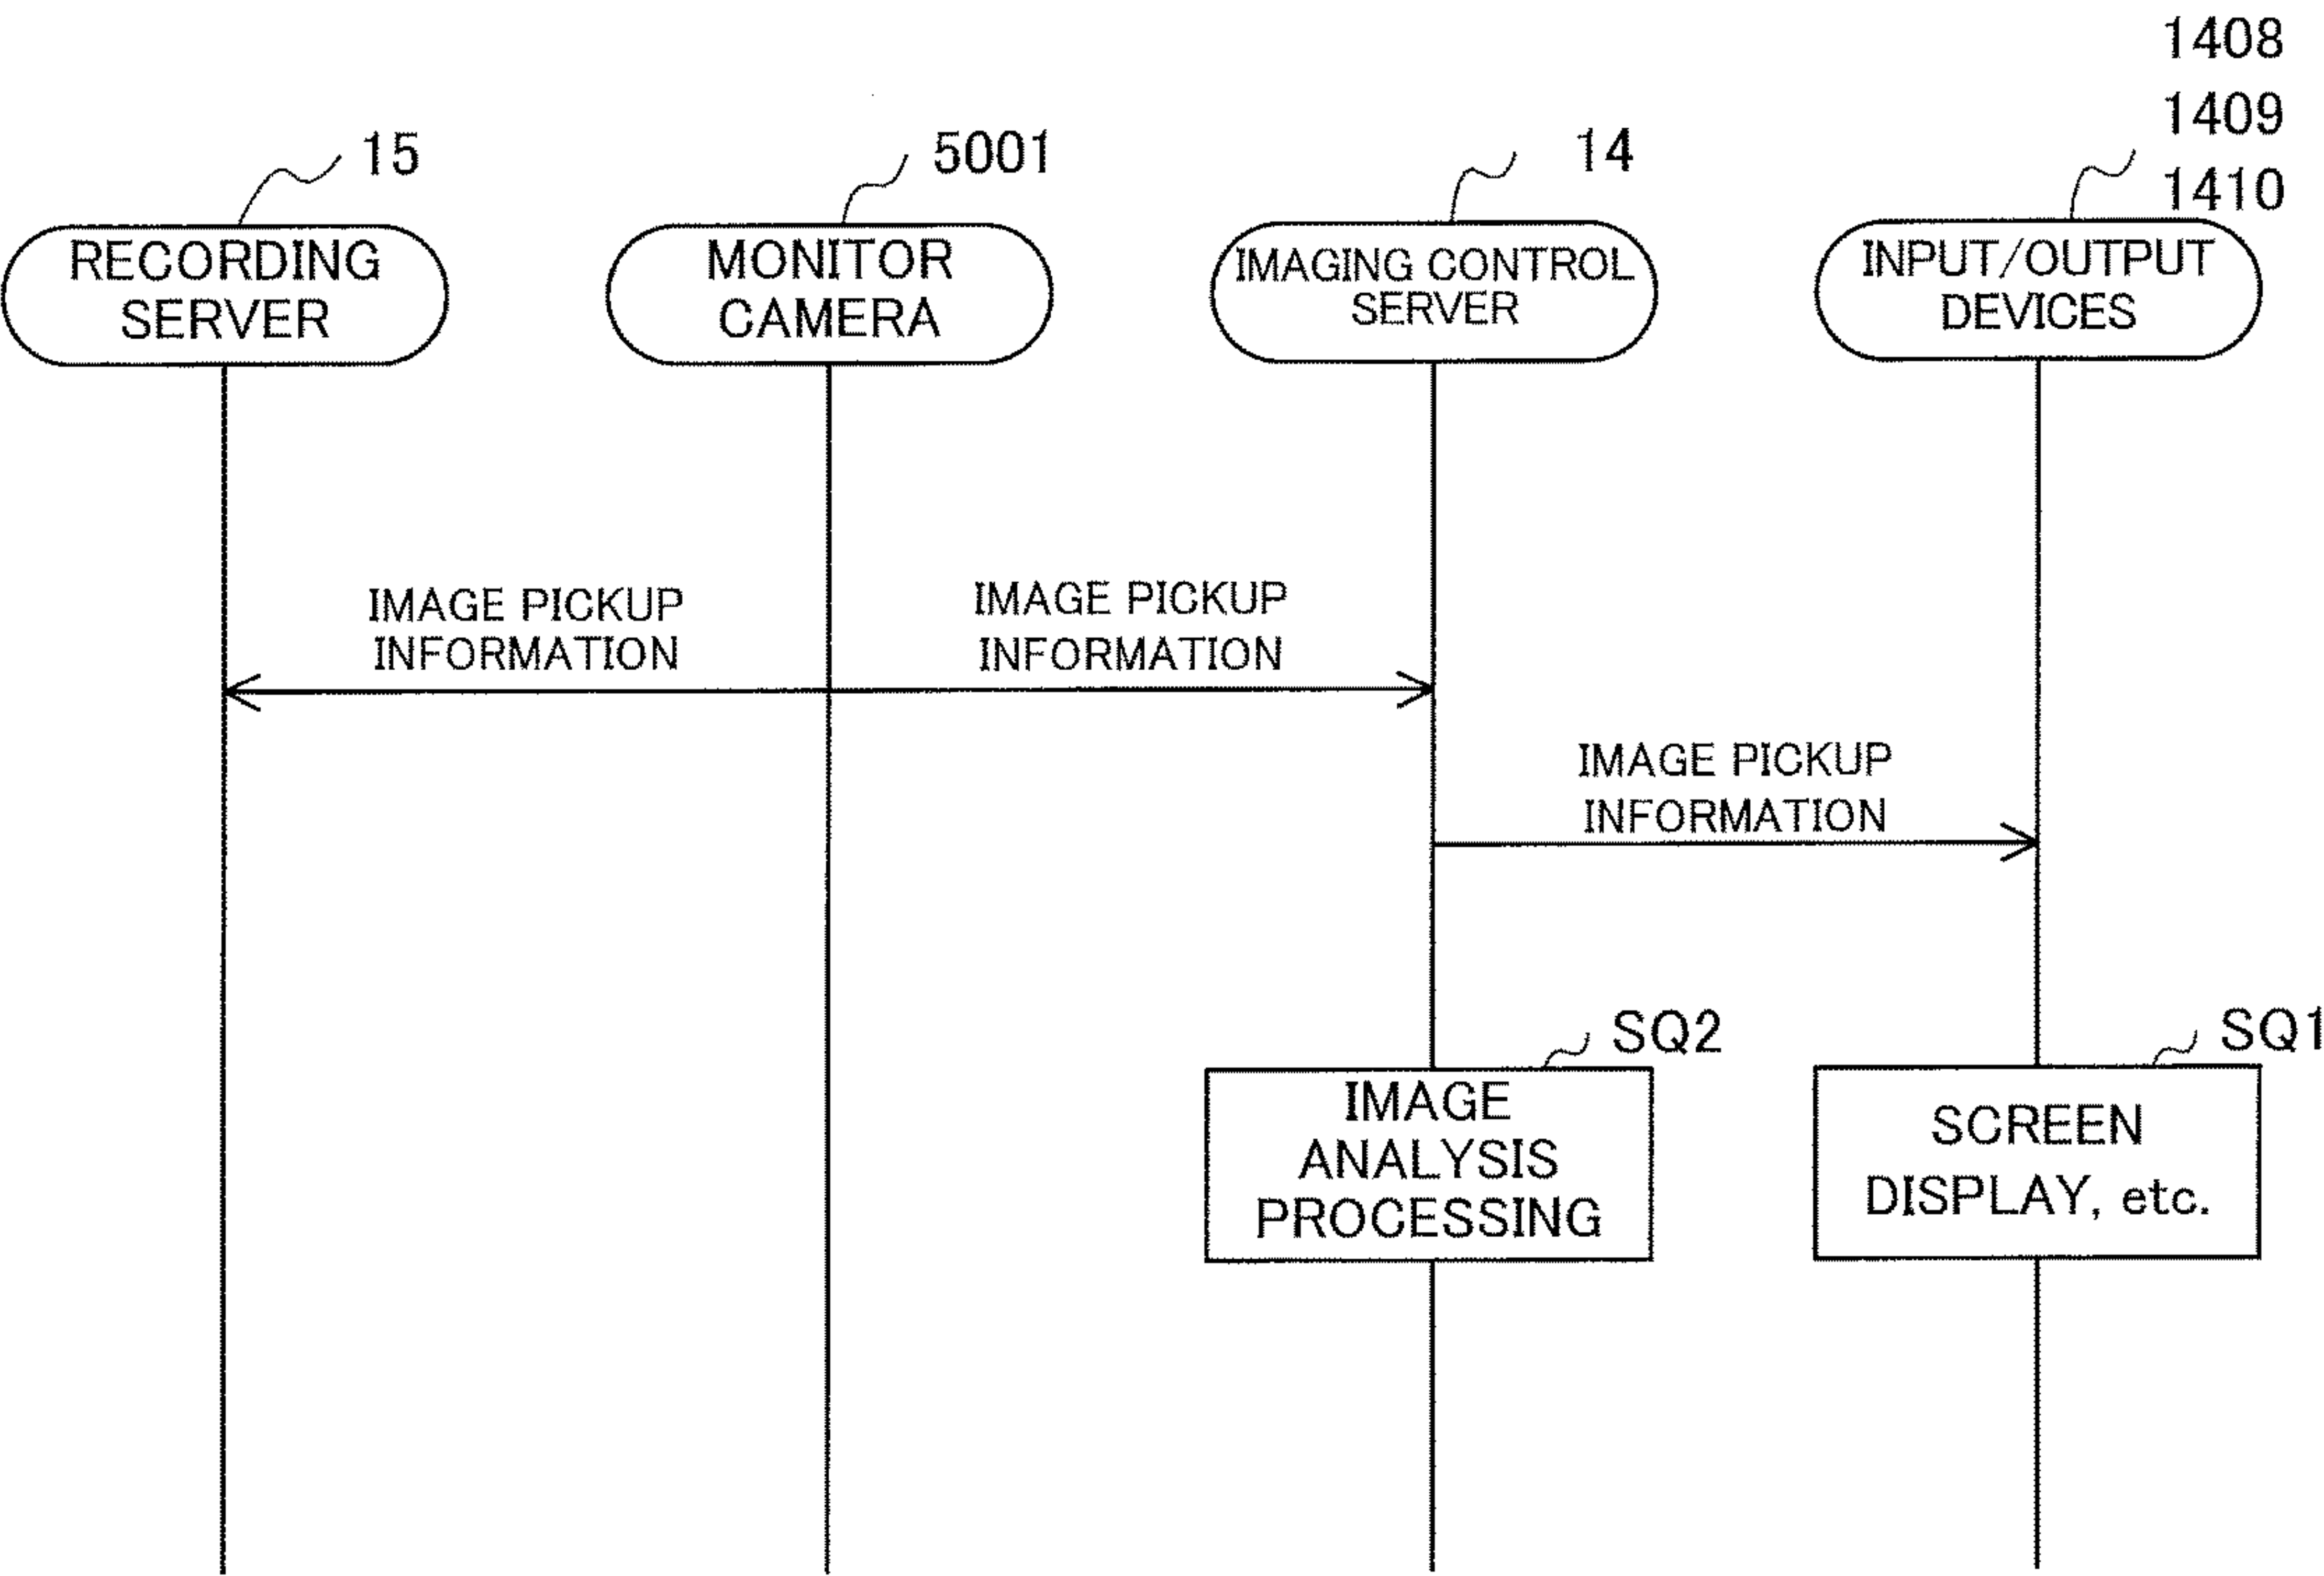 1408
1409
1410
15
5001
14
RECORDING
SERVER
MONITOR
CAMERA
IMAGING CONTROL
SERVER
INPUT/OUTPUT
DEVICES
IMAGE PICKUP
INFORMATION
IMAGE PICKUP
INFORMATION
IMAGE PICKUP
INFORMATION
SQ2
SQ1
IMAGE
ANALYSIS
PROCESSING
SCREEN
DISPLAY, etc.